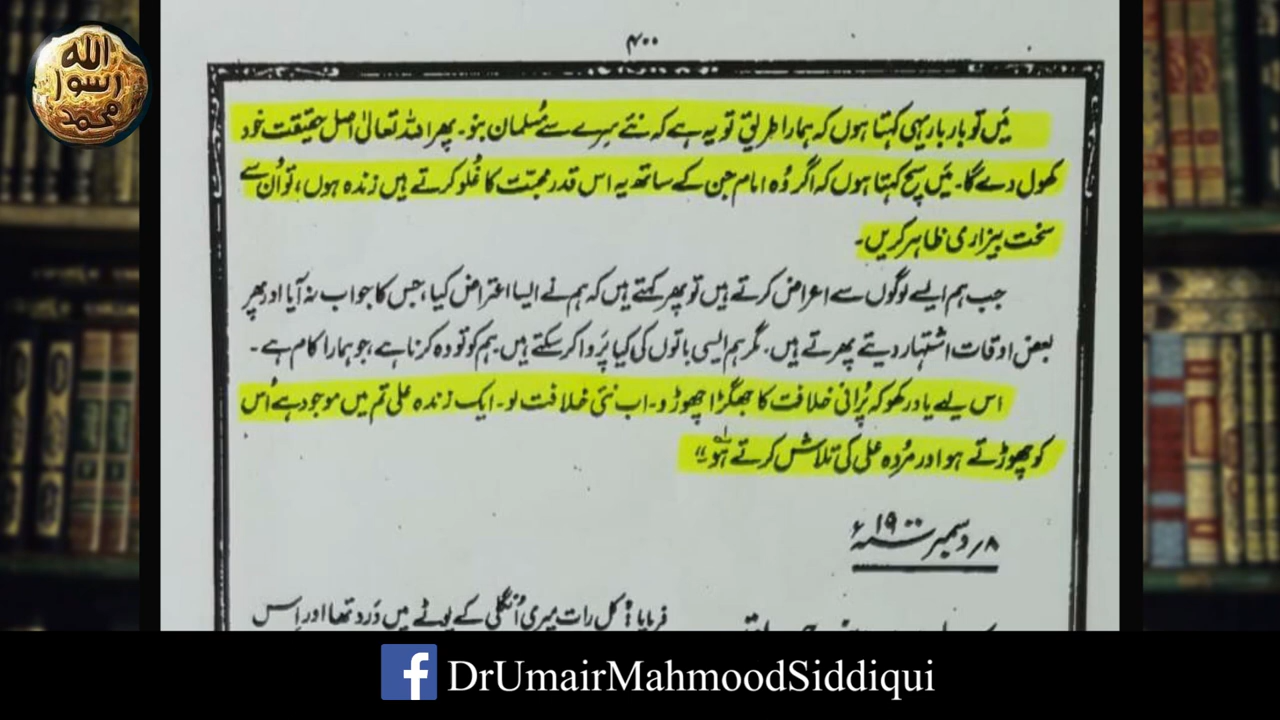 ۴۰۰
میں تو بار بار یہی کہتا ہوں کہ ہمارا طریق تو یہ ہے کہ نئے سرے سے مُسلمان بنو۔ پھر اللہ تعالیٰ اصل حقیقت خود
کھول دے گا۔ میں سچ کہتا ہوں کہ اگر وُہ امام جن کے ساتھ یہ اس قدر محبّت کا غُلو کرتے ہیں زندہ ہوں، تو اُن سے
سخت بیزاری ظاہر کریں۔
جب ہم ایسے لوگوں سے اعراض کرتے ہیں تو پھر کہتے ہیں کہ ہم نے ایسا اعتراض کیا، جس کا جواب نہ آیا اور پھر
بعض اوقات اشتہار دیتے پھرتے ہیں۔ مگر ہم ایسی باتوں کی کیا پَروا کر سکتے ہیں۔ ہم کو تو وہ کرنا ہے، جو ہمارا کام ہے۔
اس لیے یاد رکھو کہ پُرانی خلافت کا جھگڑا چھوڑو۔ اب نئی خلافت لو۔ ایک زندہ علی تم میں موجود ہے اُس
کو چھوڑتے ہو اور مُردہ علی کی تلاش کرتے ہو۔"
۸ دسمبر ۱۹۰۰ء
فرمایا: کل رات میری اُنگلی کے پوٹے میں دَرد تھا اور اِس
الله
رسول
محمد
DrUmairMahmoodSiddiqui